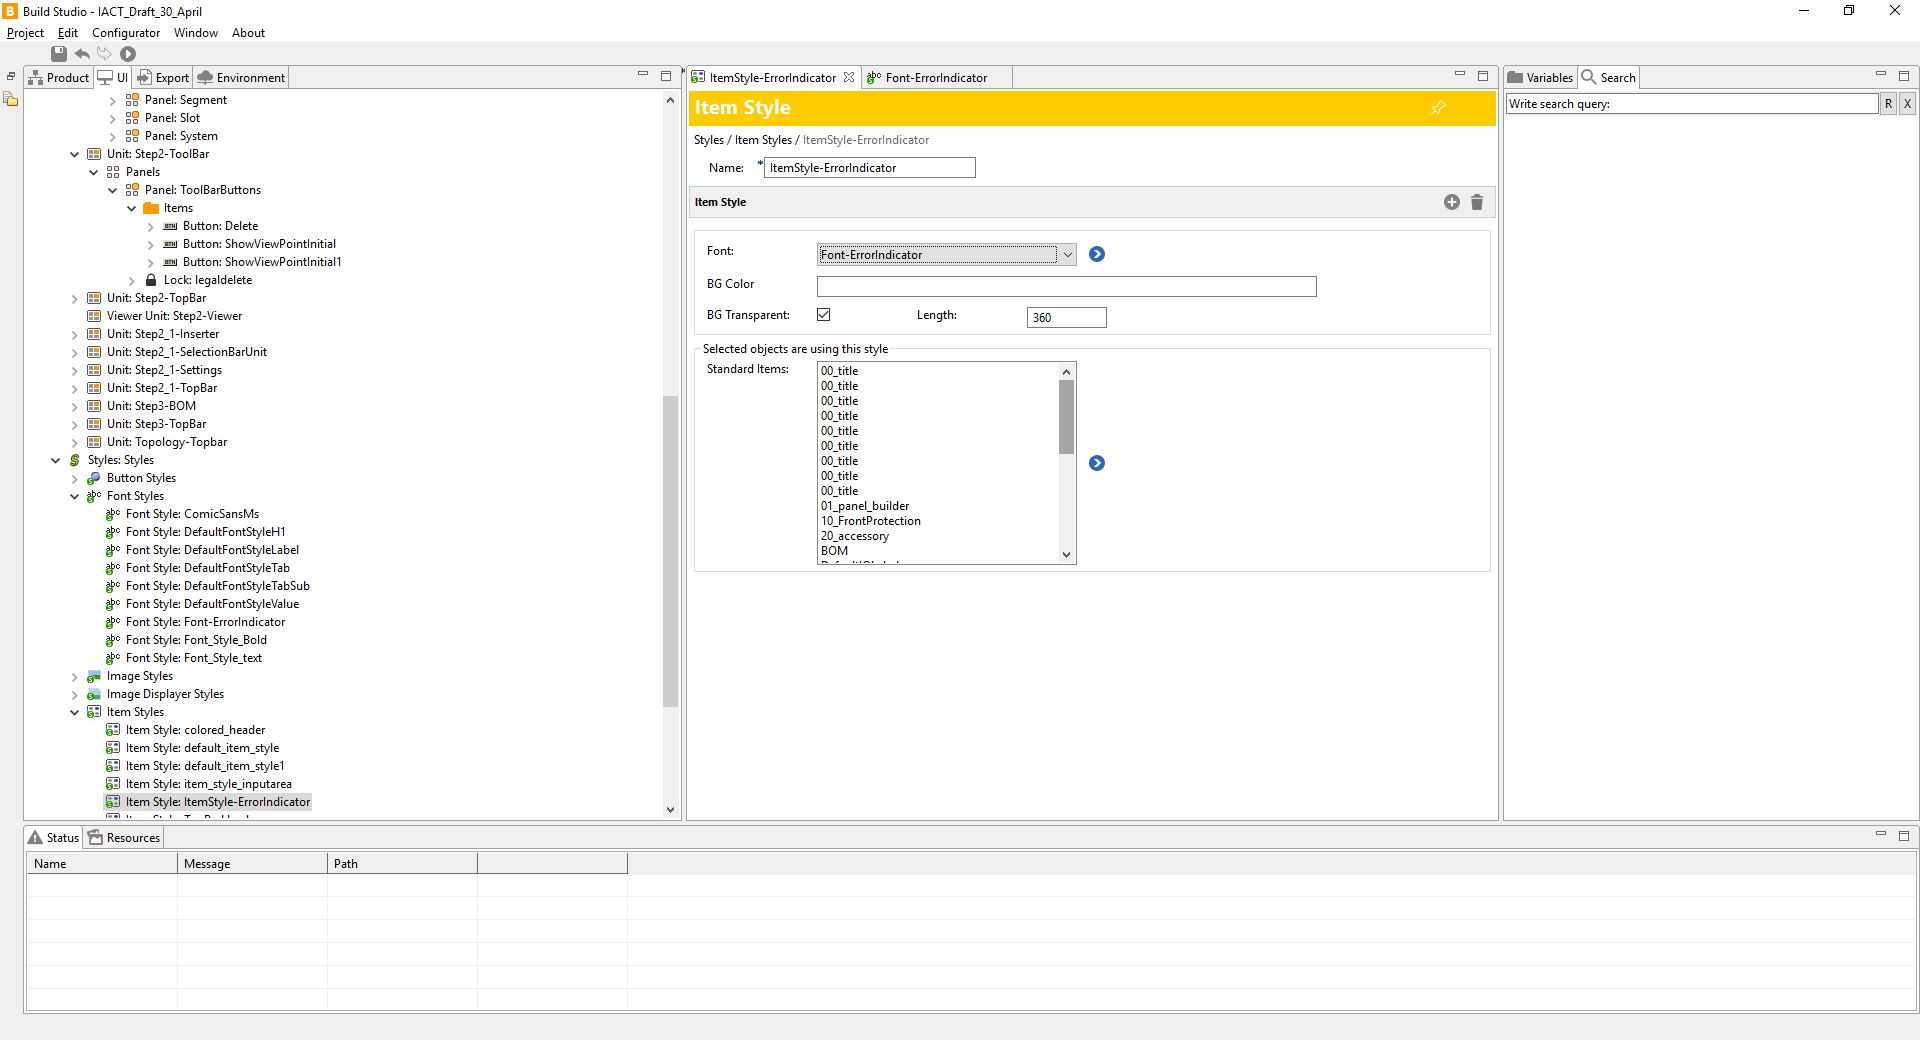 Build Studio - IACT_Draft_30_April
Project Edit Configurator Window About
Product UI Export Environment
Panel: Segment
Panel: Slot
Panel: System
Unit: Step2-ToolBar
Panels
Panel: ToolBarButtons
Items
Button: Delete
Button: ShowViewPointInitial
Button: ShowViewPointInitial1
Lock: legaldelete
Unit: Step2-TopBar
Viewer Unit: Step2-Viewer
Unit: Step2_1-Inserter
Unit: Step2_1-SelectionBarUnit
Unit: Step2_1-Settings
Unit: Step2_1-TopBar
Unit: Step3-BOM
Unit: Step3-TopBar
Unit: Topology-Topbar
Styles: Styles
Button Styles
Font Styles
Font Style: ComicSansMs
Font Style: DefaultFontStyleH1
Font Style: DefaultFontStyleLabel
Font Style: DefaultFontStyleTab
Font Style: DefaultFontStyleTabSub
Font Style: DefaultFontStyleValue
Font Style: Font-ErrorIndicator
Font Style: Font_Style_Bold
Font Style: Font_Style_text
Image Styles
Image Displayer Styles
Item Styles
Item Style: colored_header
Item Style: default_item_style
Item Style: default_item_style1
Item Style: item_style_inputarea
Item Style: ItemStyle-ErrorIndicator
ItemStyle-ErrorIndicator Font-ErrorIndicator
Item Style
Styles / Item Styles / ItemStyle-ErrorIndicator
Name: * ItemStyle-ErrorIndicator
Item Style
Font: Font-ErrorIndicator
BG Color
BG Transparent: Length: 360
Selected objects are using this style
Standard Items:
00_title
00_title
00_title
00_title
00_title
00_title
00_title
00_title
00_title
01_panel_builder
10_FrontProtection
20_accessory
BOM
Variables Search
Write search query: R X
Status Resources
Name Message Path